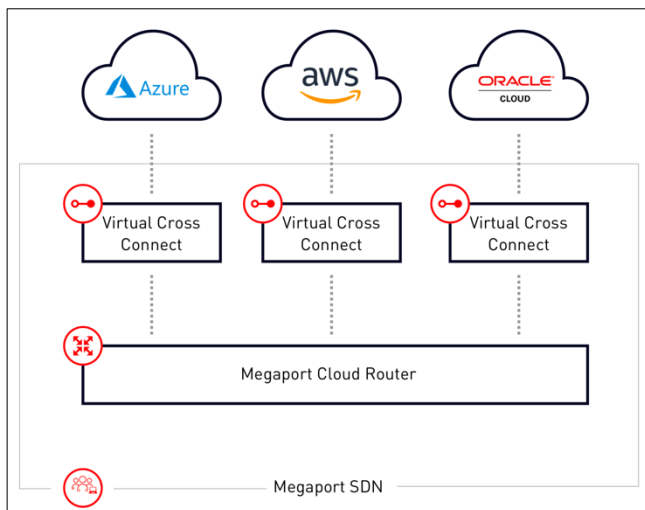 Azure
aws
ORACLE
CLOUD
Virtual Cross
Connect
Virtual Cross
Connect
Virtual Cross
Connect
Megaport Cloud Router
Megaport SDN